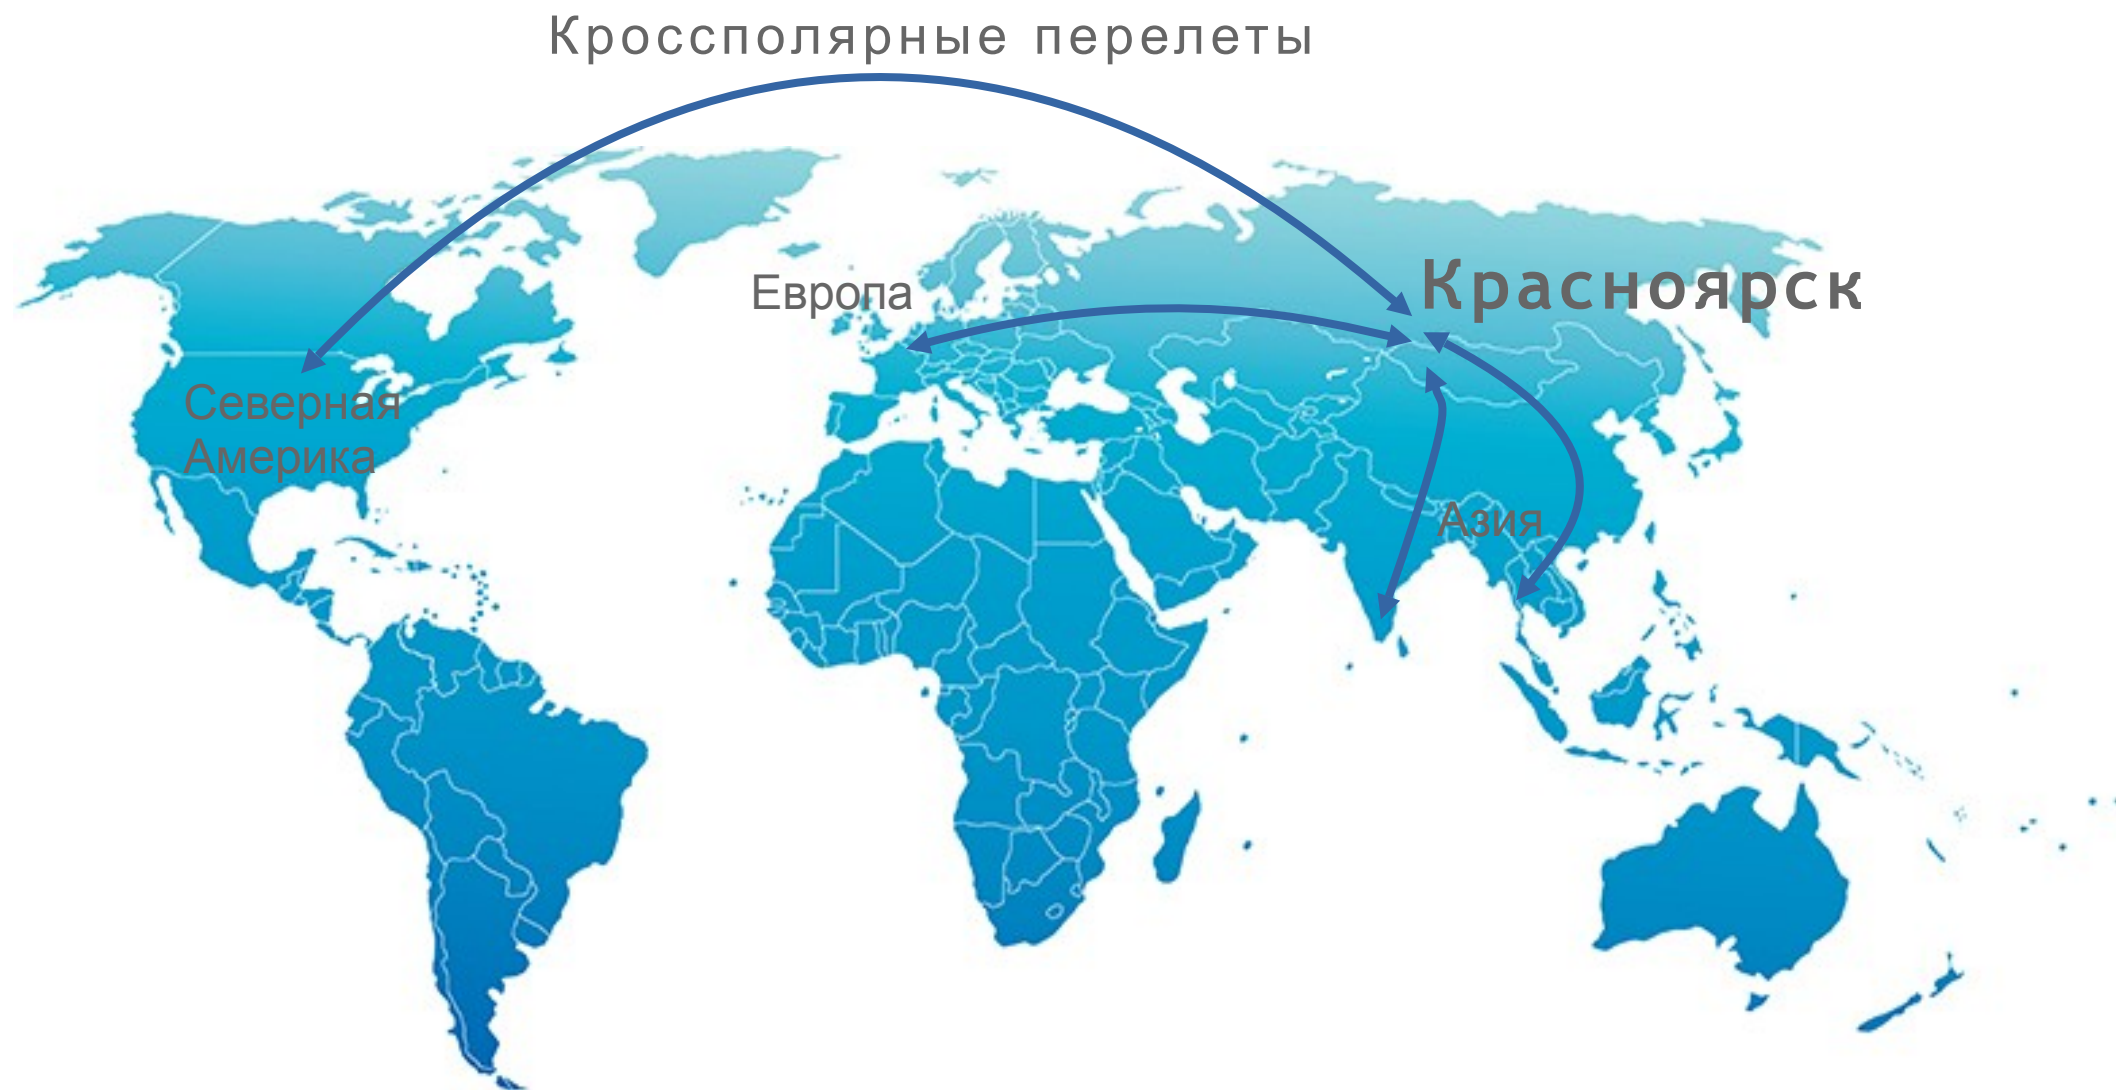 Кроссполярные перелеты
Красноярск
Европа
Северная
Америка
Азия